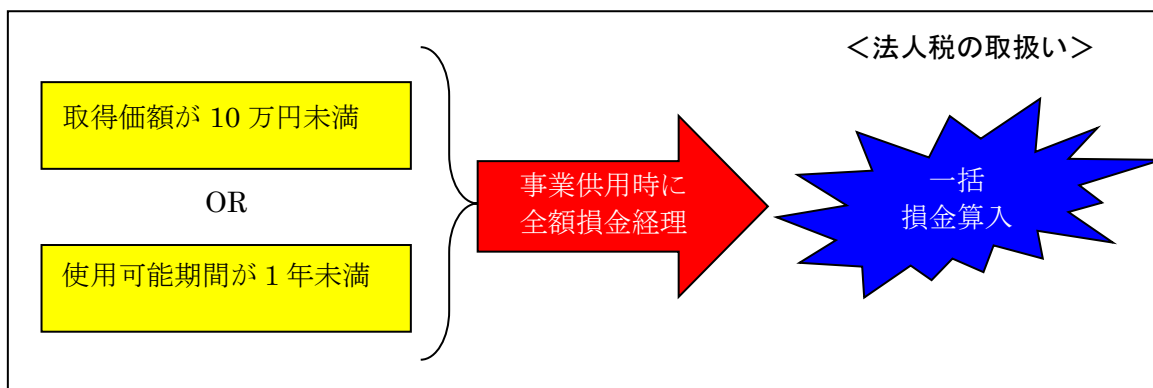 ＜法人税の取扱い＞
取得価額が 10 万円未満
OR
使用可能期間が 1 年未満
事業供用時に
全額損金経理
一括
損金算入